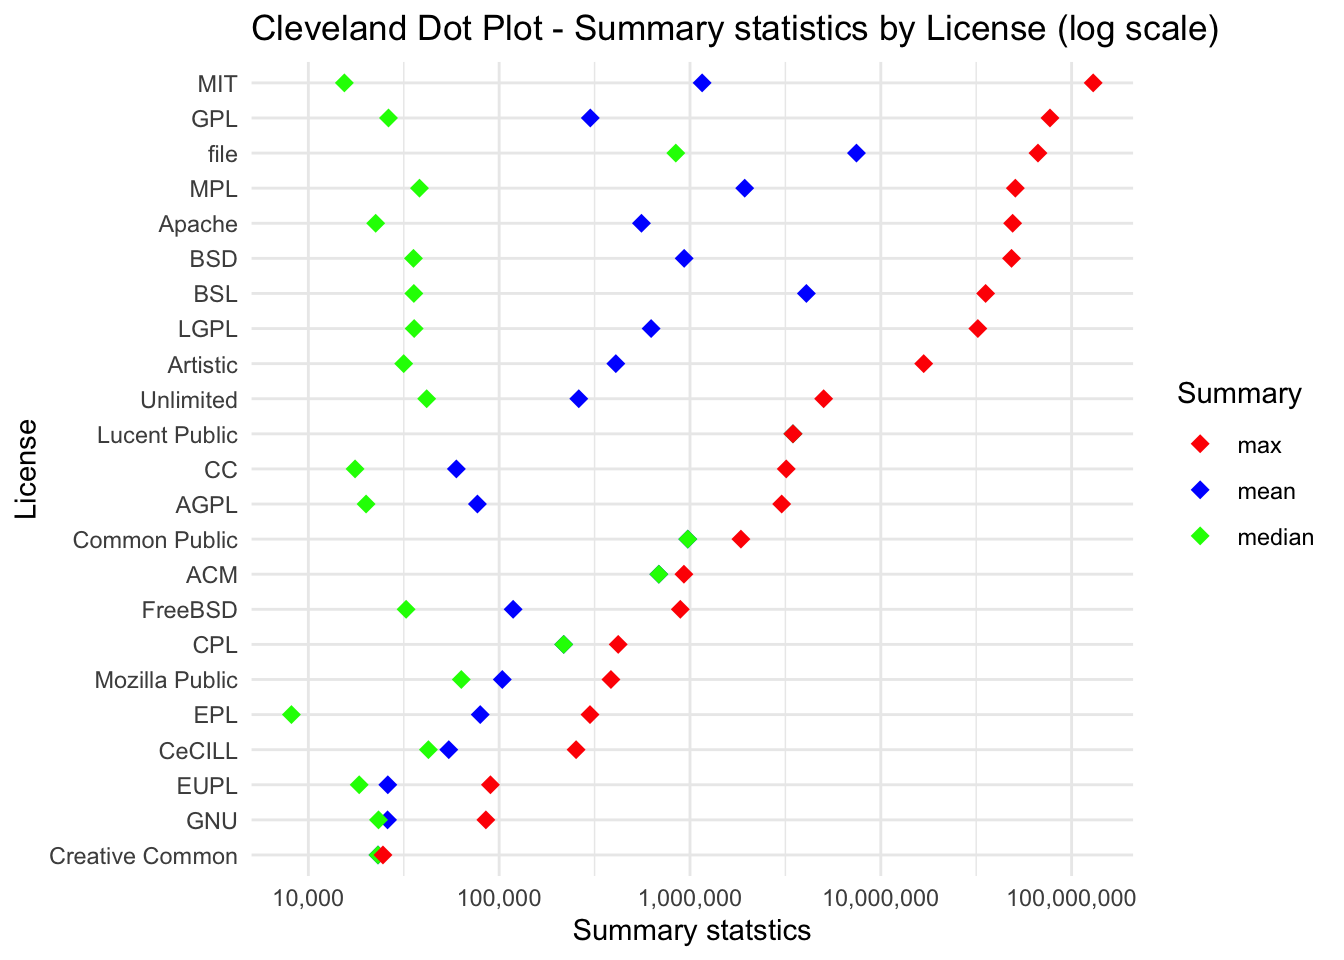 Cleveland Dot Plot - Summary statistics by License (log scale)
MIT
GPL
file
MPL
Apache
BSD
BSL
LGPL
Artistic
Unlimited
Lucent Public
CC
AGPL
Common Public
ACM
FreeBSD
CPL
Mozilla Public
EPL
CeCILL
EUPL
GNU
Creative Common
License
10,000 100,000 1,000,000 10,000,000 100,000,000
Summary statstics
Summary
max
mean
median